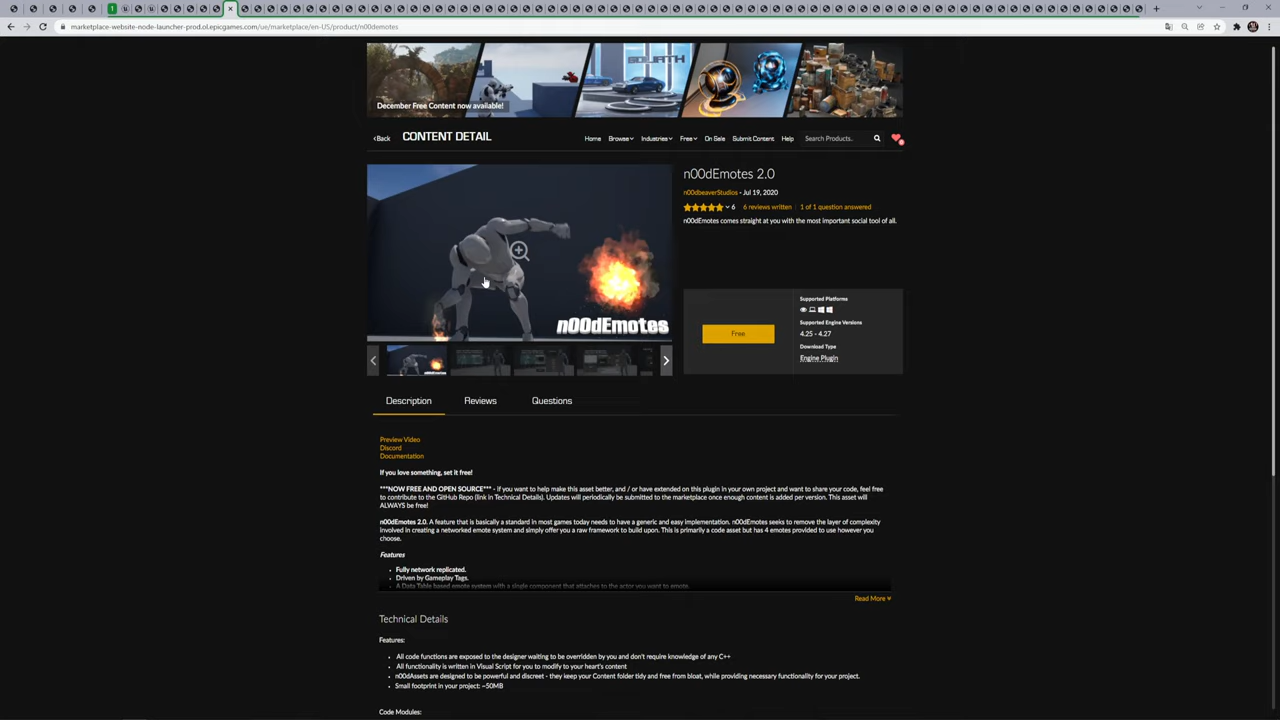 marketplace-website-node-launcher-prod.ol.epicgames.com/ue/marketplace/en-US/product/n00demotes
GOLIATH
December Free Content now available!
<Back
CONTENT DETAIL
Home
Browse
Industries
Free
On Sale
Submit Content
Help
Search Products..
n00dEmotes
n00dEmotes 2.0
n00dbeaverStudios - Jul 19, 2020
6
6 reviews written
1 of 1 question answered
n00dEmotes comes straight at you with the most important social tool of all.
Free
Supported Platforms
Supported Engine Versions
4.25 - 4.27
Download Type
Engine Plugin
Description
Reviews
Questions
Preview Video
Discord
Documentation
If you love something, set it free!
***NOW FREE AND OPEN SOURCE*** - if you want to help make this asset better, and / or have extended on this plugin in your own project and want to share your code, feel free
to contribute to the GitHub Repo (link in Technical Details). Updates will periodically be submitted to the marketplace once enough content is added per version. This asset will
ALWAYS be free!
n00dEmotes 2.0. A feature that is basically a standard in most games today needs to have a generic and easy implementation. n00dEmotes seeks to remove the layer of complexity
involved in creating a networked emote system and simply offer you a raw framework to build upon. This is primarily a code asset but has 4 emotes provided to use however you
choose.
Features
• Fully network replicated.
• Driven by Gameplay Tags.
• A Data Table based emote system with a single component that attaches to the actor you want to emote.
Read More
Technical Details
Features:
• All code functions are exposed to the designer waiting to be overridden by you and don't require knowledge of any C++
• All functionality is written in Visual Script for you to modify to your heart's content
• n00dAssets are designed to be powerful and discreet - they keep your Content folder tidy and free from bloat, while providing necessary functionality for your project.
• Small footprint in your project: ~50MB
Code Modules: